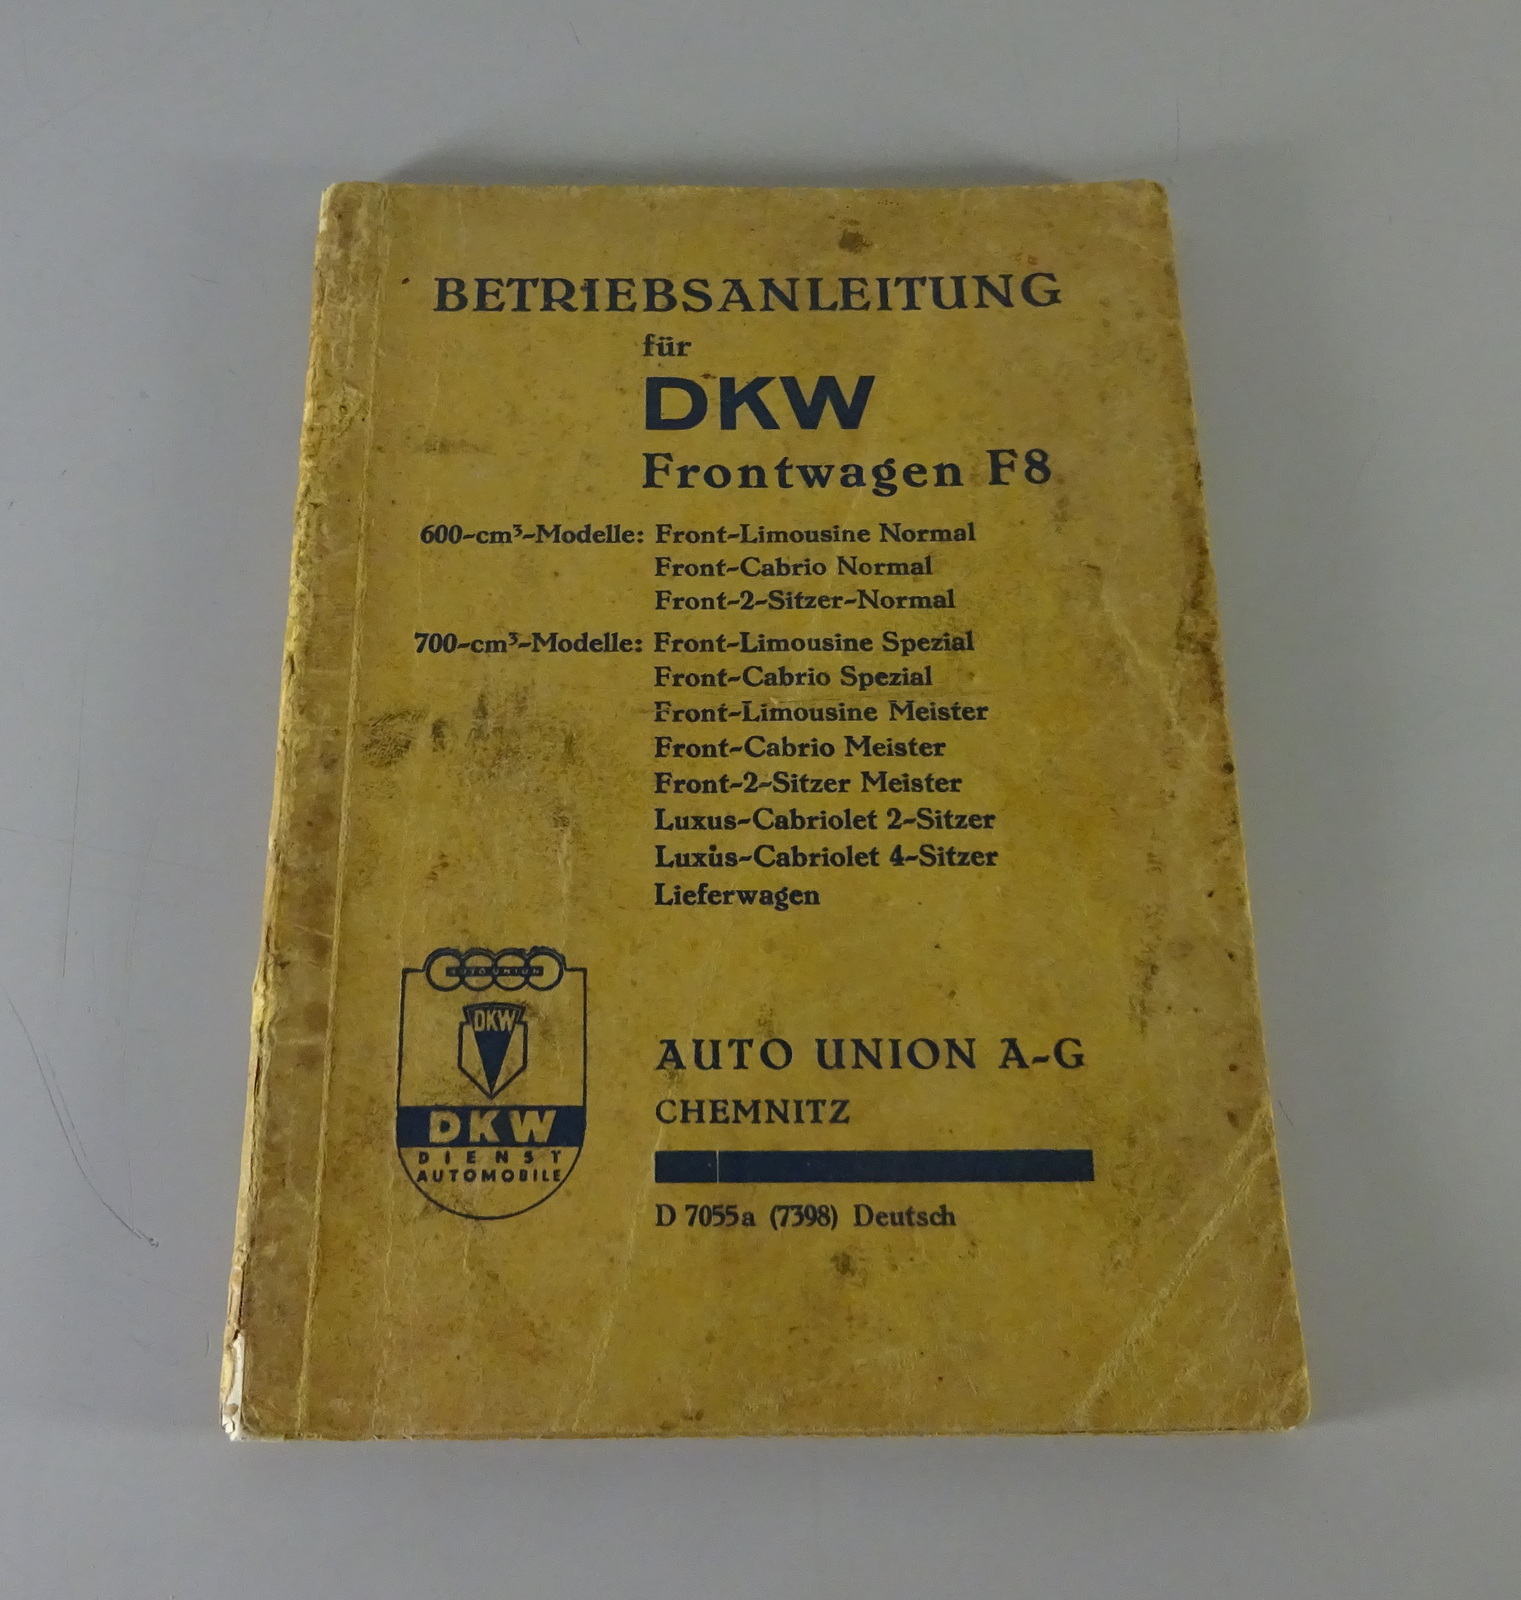 BETRIEBSANLEITUNG
für
DKW
Frontwagen F8
600-cm³-Modelle: Front-Limousine Normal
Front-Cabrio Normal
Front-2-Sitzer-Normal
700-cm³-Modelle: Front-Limousine Spezial
Front-Cabrio Spezial
Front-Limousine Meister
Front-Cabrio Meister
Front-2-Sitzer Meister
Luxus-Cabriolet 2-Sitzer
Luxus-Cabriolet 4-Sitzer
Lieferwagen
AUTO UNION
DKW
DKW
DIENST
AUTOMOBILE
AUTO UNION A-G
CHEMNITZ
D 7055a (7398) Deutsch